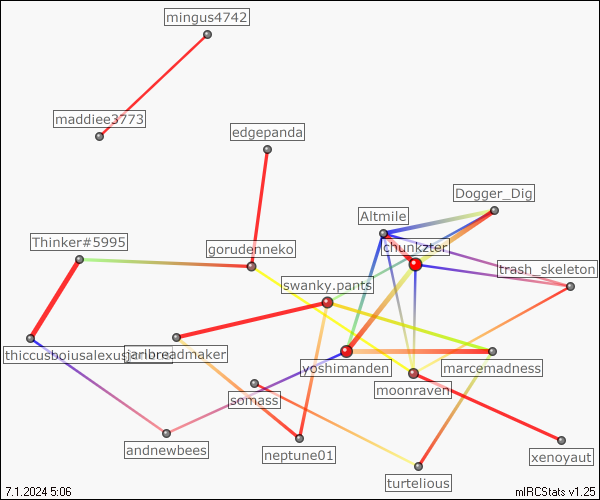 mingus4742
maddiee3773
edgepanda
Dogger_Dig
Altmile
Thinker#5995
gorudenneko
chunkzter
trash_skeleton
swanky.pants
jarlbreadmaker
yoshimanden
marcemadness
moonraven
somass
andnewbees
neptune01
xenoyaut
turtelious
7.1.2024 5:06
mIRCStats v1.25